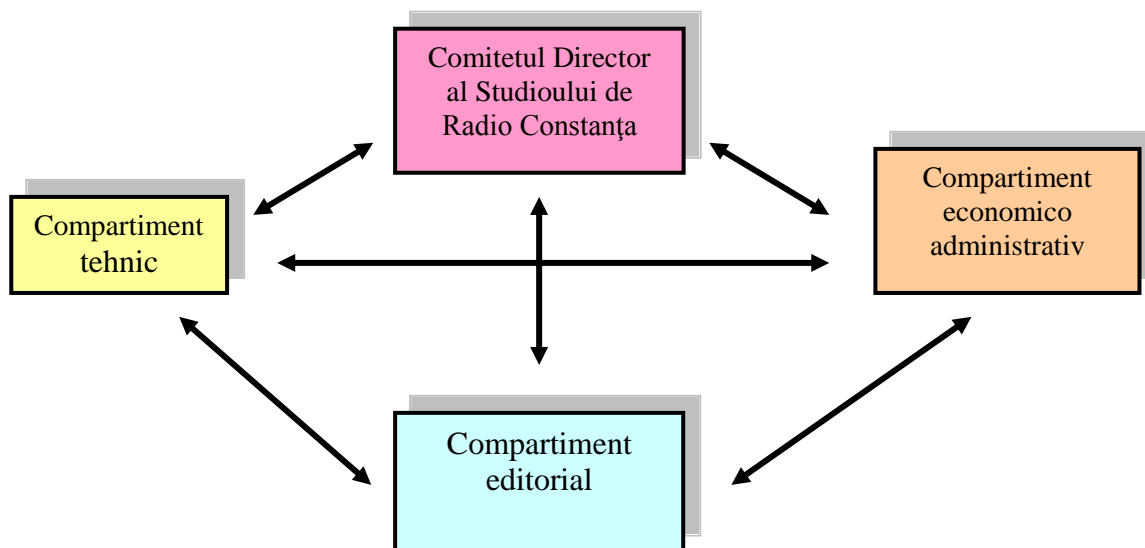 Comitetul Director
al Studioului de
Radio Constanţa
Compartiment
tehnic
Compartiment
economico
administrativ
Compartiment
editorial